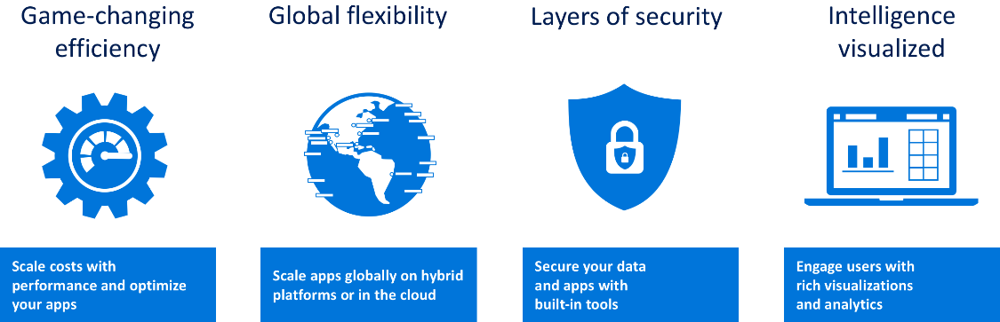 Game-changing
efficiency
Global flexibility
Layers of security
Intelligence
visualized
Scale costs with
performance and optimize
your apps
Scale apps globally on hybrid
platforms or in the cloud
Secure your data
and apps with
built-in tools
Engage users with
rich visualizations
and analytics